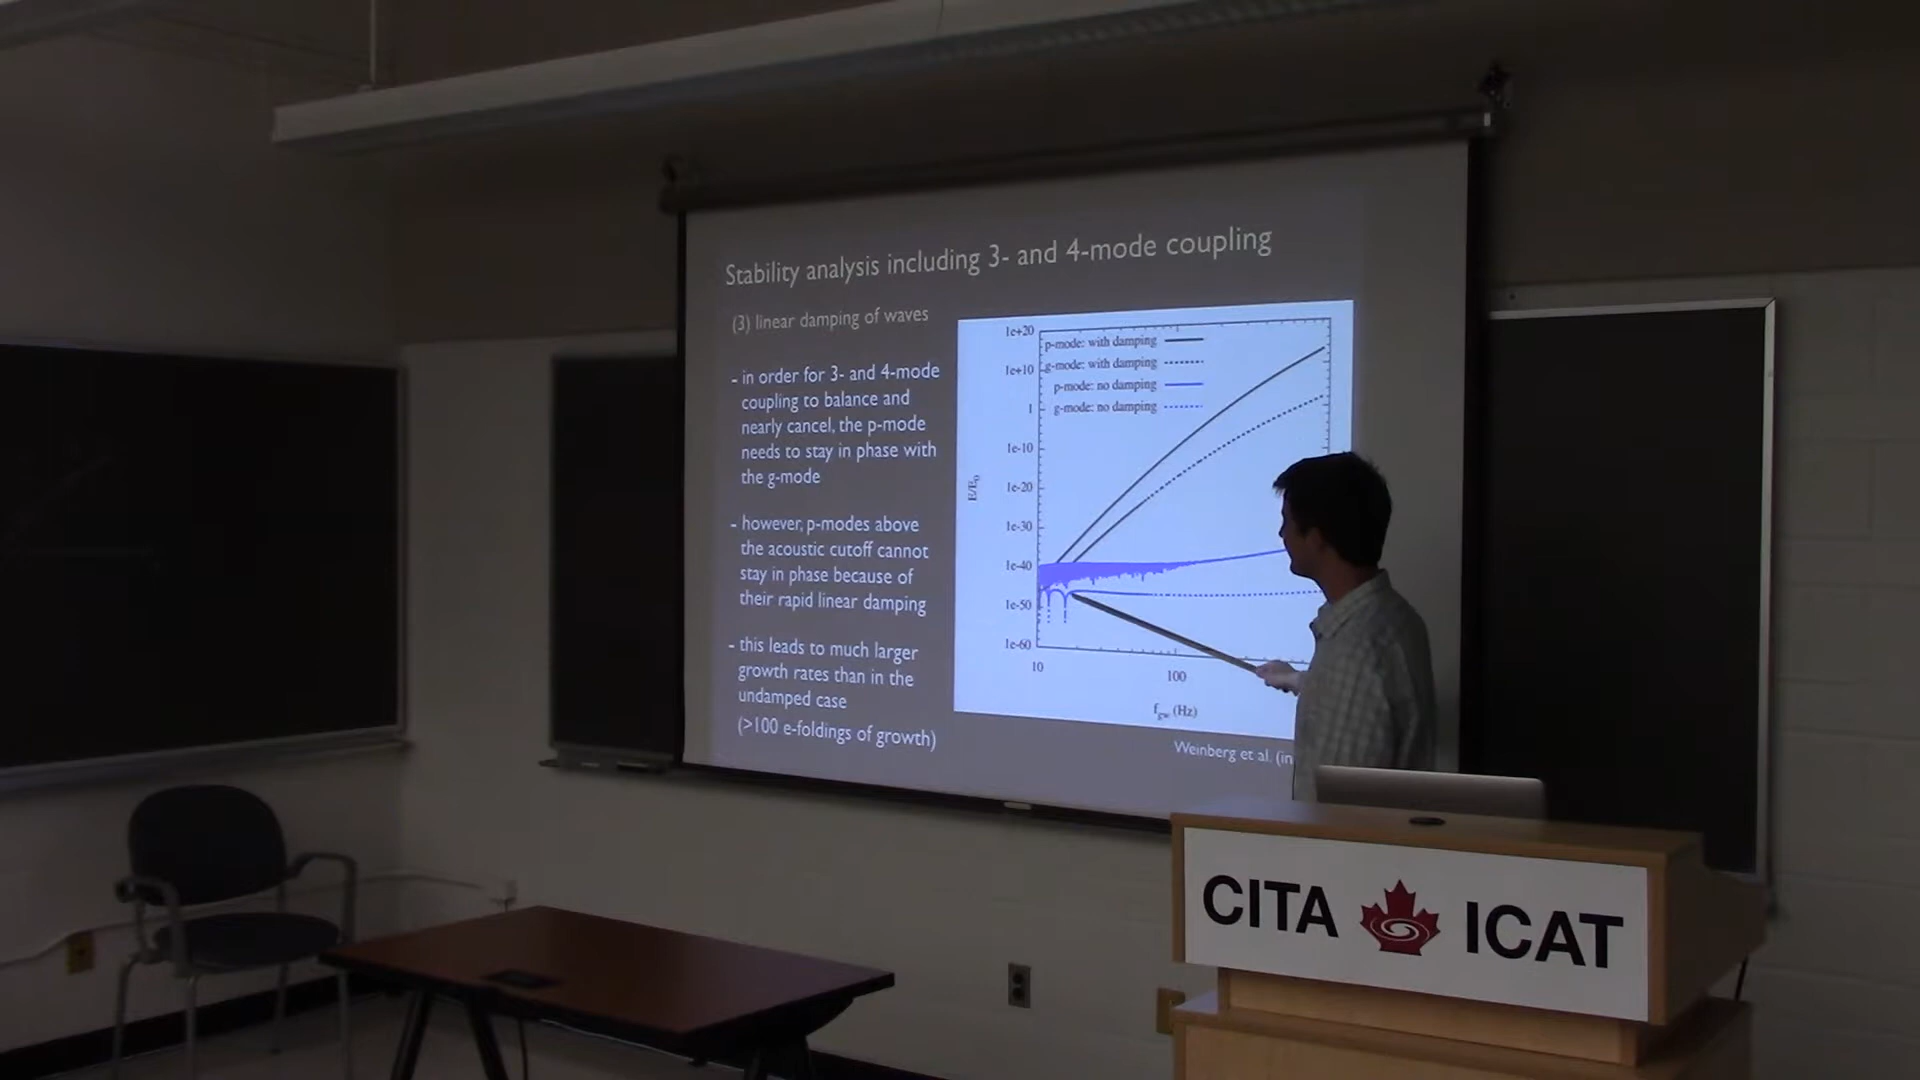 Stability analysis including 3- and 4-mode coupling
(3) linear damping of waves
- in order for 3- and 4-mode
coupling to balance and
nearly cancel, the p-mode
needs to stay in phase with
the g-mode
- however, p-modes above
the acoustic cutoff cannot
stay in phase because of
their rapid linear damping
- this leads to much larger
growth rates than in the
undamped case
(>100 e-foldings of growth)
p-mode: with damping
g-mode: with damping
p-mode: no damping
g-mode: no damping
1e+20
1e+10
1
1e-10
1e-20
1e-30
1e-40
1e-50
1e-60
E/E0
10
100
fgw (Hz)
Weinberg et al. (in
CITA ICAT